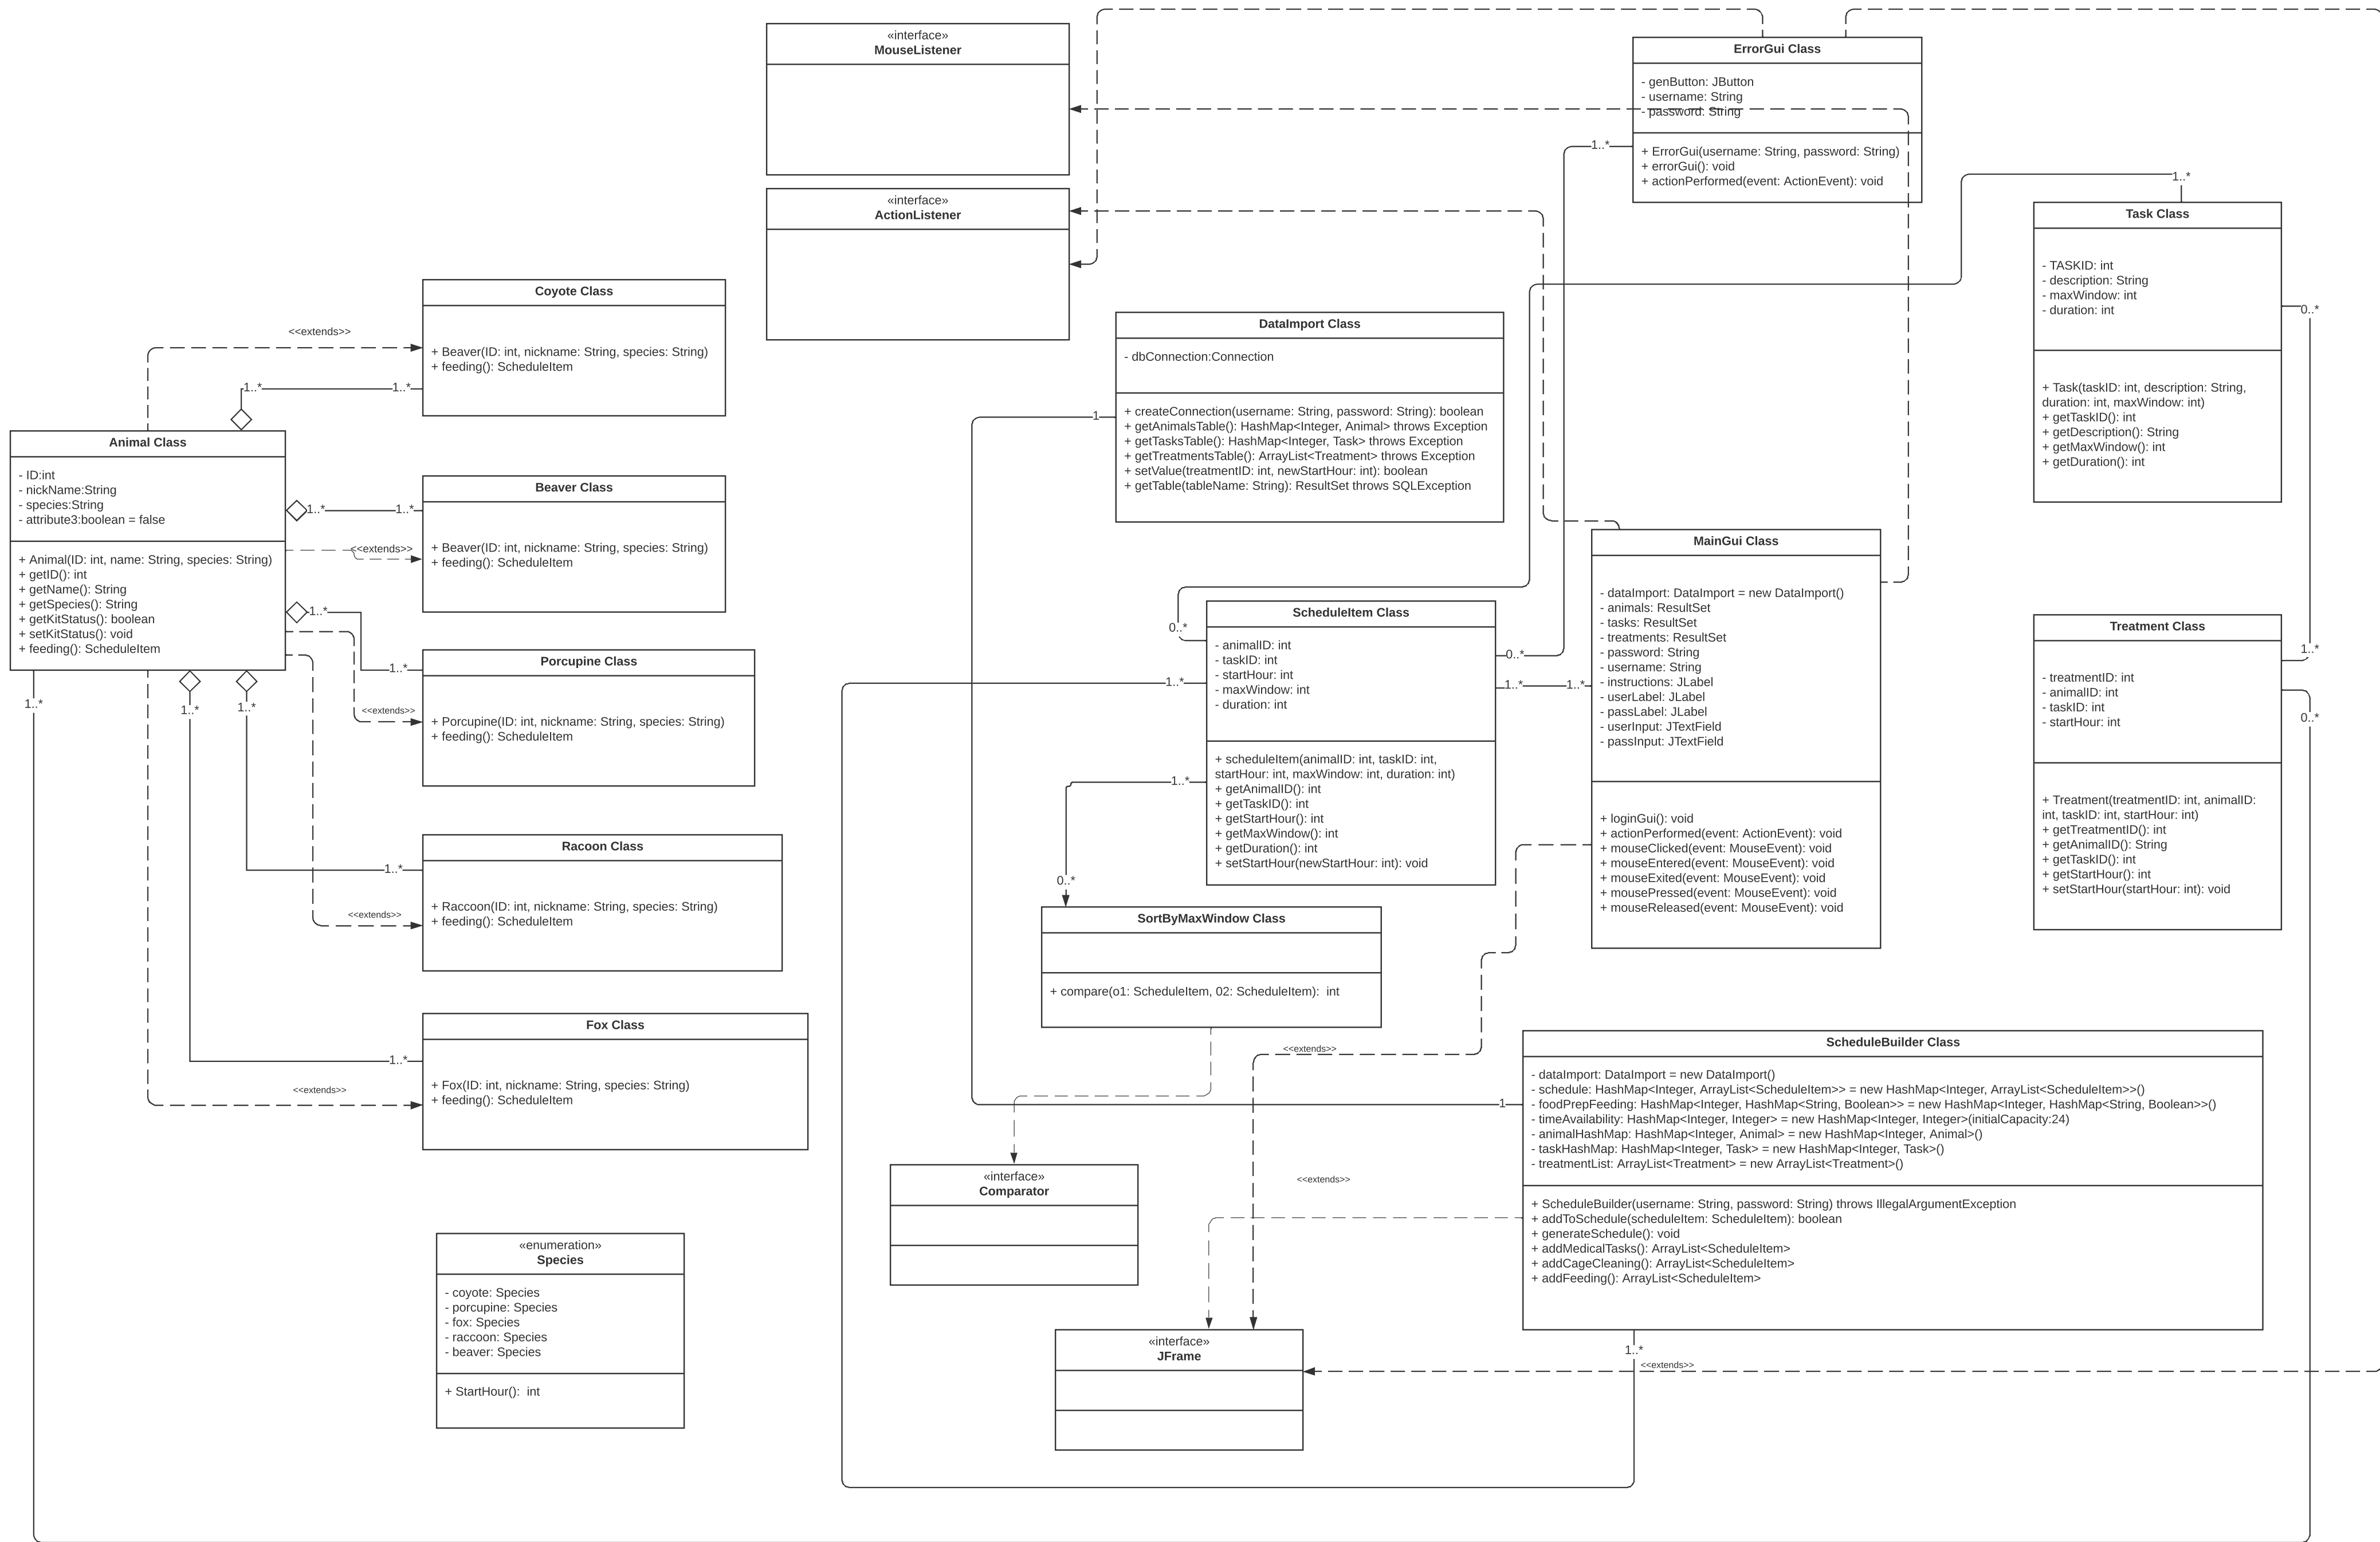 «interface»
MouseListener
«interface»
ActionListener
ErrorGui Class
- genButton: JButton
- username: String
- password: String
+ ErrorGui(username: String, password: String)
+ errorGui(): void
+ actionPerformed(event: ActionEvent): void
1..*
1..*
Task Class
- TASKID: int
- description: String
- maxWindow: int
- duration: int
+ Task(taskID: int, description: String,
duration: int, maxWindow: int)
+ getTaskID(): int
+ getDescription(): String
+ getMaxWindow(): int
+ getDuration(): int
0..*
Coyote Class
+ Beaver(ID: int, nickname: String, species: String)
+ feeding(): ScheduleItem
<<extends>>
1..*
1..*
DataImport Class
- dbConnection:Connection
+ createConnection(username: String, password: String): boolean
+ getAnimalsTable(): HashMap<Integer, Animal> throws Exception
+ getTasksTable(): HashMap<Integer, Task> throws Exception
+ getTreatmentsTable(): ArrayList<Treatment> throws Exception
+ setValue(treatmentID: int, newStartHour: int): boolean
+ getTable(tableName: String): ResultSet throws SQLException
1
Animal Class
- ID:int
- nickName:String
- species:String
- attribute3:boolean = false
+ Animal(ID: int, name: String, species: String)
+ getID(): int
+ getName(): String
+ getSpecies(): String
+ getKitStatus(): boolean
+ setKitStatus(): void
+ feeding(): ScheduleItem
1..*
1..*
<<extends>>
Beaver Class
+ Beaver(ID: int, nickname: String, species: String)
+ feeding(): ScheduleItem
1..*
1..*
<<extends>>
Porcupine Class
+ Porcupine(ID: int, nickname: String, species: String)
+ feeding(): ScheduleItem
1..*
1..*
1..*
1..*
<<extends>>
Racoon Class
+ Raccoon(ID: int, nickname: String, species: String)
+ feeding(): ScheduleItem
1..*
<<extends>>
Fox Class
+ Fox(ID: int, nickname: String, species: String)
+ feeding(): ScheduleItem
«enumeration»
Species
- coyote: Species
- porcupine: Species
- fox: Species
- raccoon: Species
- beaver: Species
+ StartHour():  int
ScheduleItem Class
- animalID: int
- taskID: int
- startHour: int
- maxWindow: int
- duration: int
+ scheduleItem(animalID: int, taskID: int,
startHour: int, maxWindow: int, duration: int)
+ getAnimalID(): int
+ getTaskID(): int
+ getStartHour(): int
+ getMaxWindow(): int
+ getDuration(): int
+ setStartHour(newStartHour: int): void
0..*
1..*
1..*
0..*
0..*
1..*
1..*
MainGui Class
- dataImport: DataImport = new DataImport()
- animals: ResultSet
- tasks: ResultSet
- treatments: ResultSet
- password: String
- username: String
- instructions: JLabel
- userLabel: JLabel
- passLabel: JLabel
- userInput: JTextField
- passInput: JTextField
+ loginGui(): void
+ actionPerformed(event: ActionEvent): void
+ mouseClicked(event: MouseEvent): void
+ mouseEntered(event: MouseEvent): void
+ mouseExited(event: MouseEvent): void
+ mousePressed(event: MouseEvent): void
+ mouseReleased(event: MouseEvent): void
Treatment Class
- treatmentID: int
- animalID: int
- taskID: int
- startHour: int
+ Treatment(treatmentID: int, animalID:
int, taskID: int, startHour: int)
+ getTreatmentID(): int
+ getAnimalID(): String
+ getTaskID(): int
+ getStartHour(): int
+ setStartHour(startHour: int): void
1..*
0..*
SortByMaxWindow Class
+ compare(o1: ScheduleItem, 02: ScheduleItem):  int
<<extends>>
«interface»
Comparator
<<extends>>
«interface»
JFrame
<<extends>>
ScheduleBuilder Class
- dataImport: DataImport = new DataImport()
- schedule: HashMap<Integer, ArrayList<ScheduleItem>> = new HashMap<Integer, ArrayList<ScheduleItem>>()
- foodPrepFeeding: HashMap<Integer, HashMap<String, Boolean>> = new HashMap<Integer, HashMap<String, Boolean>>()
- timeAvailability: HashMap<Integer, Integer> = new HashMap<Integer, Integer>(initialCapacity:24)
- animalHashMap: HashMap<Integer, Animal> = new HashMap<Integer, Animal>()
- taskHashMap: HashMap<Integer, Task> = new HashMap<Integer, Task>()
- treatmentList: ArrayList<Treatment> = new ArrayList<Treatment>()
+ ScheduleBuilder(username: String, password: String) throws IllegalArgumentException
+ addToSchedule(scheduleItem: ScheduleItem): boolean
+ generateSchedule(): void
+ addMedicalTasks(): ArrayList<ScheduleItem>
+ addCageCleaning(): ArrayList<ScheduleItem>
+ addFeeding(): ArrayList<ScheduleItem>
1
1..*